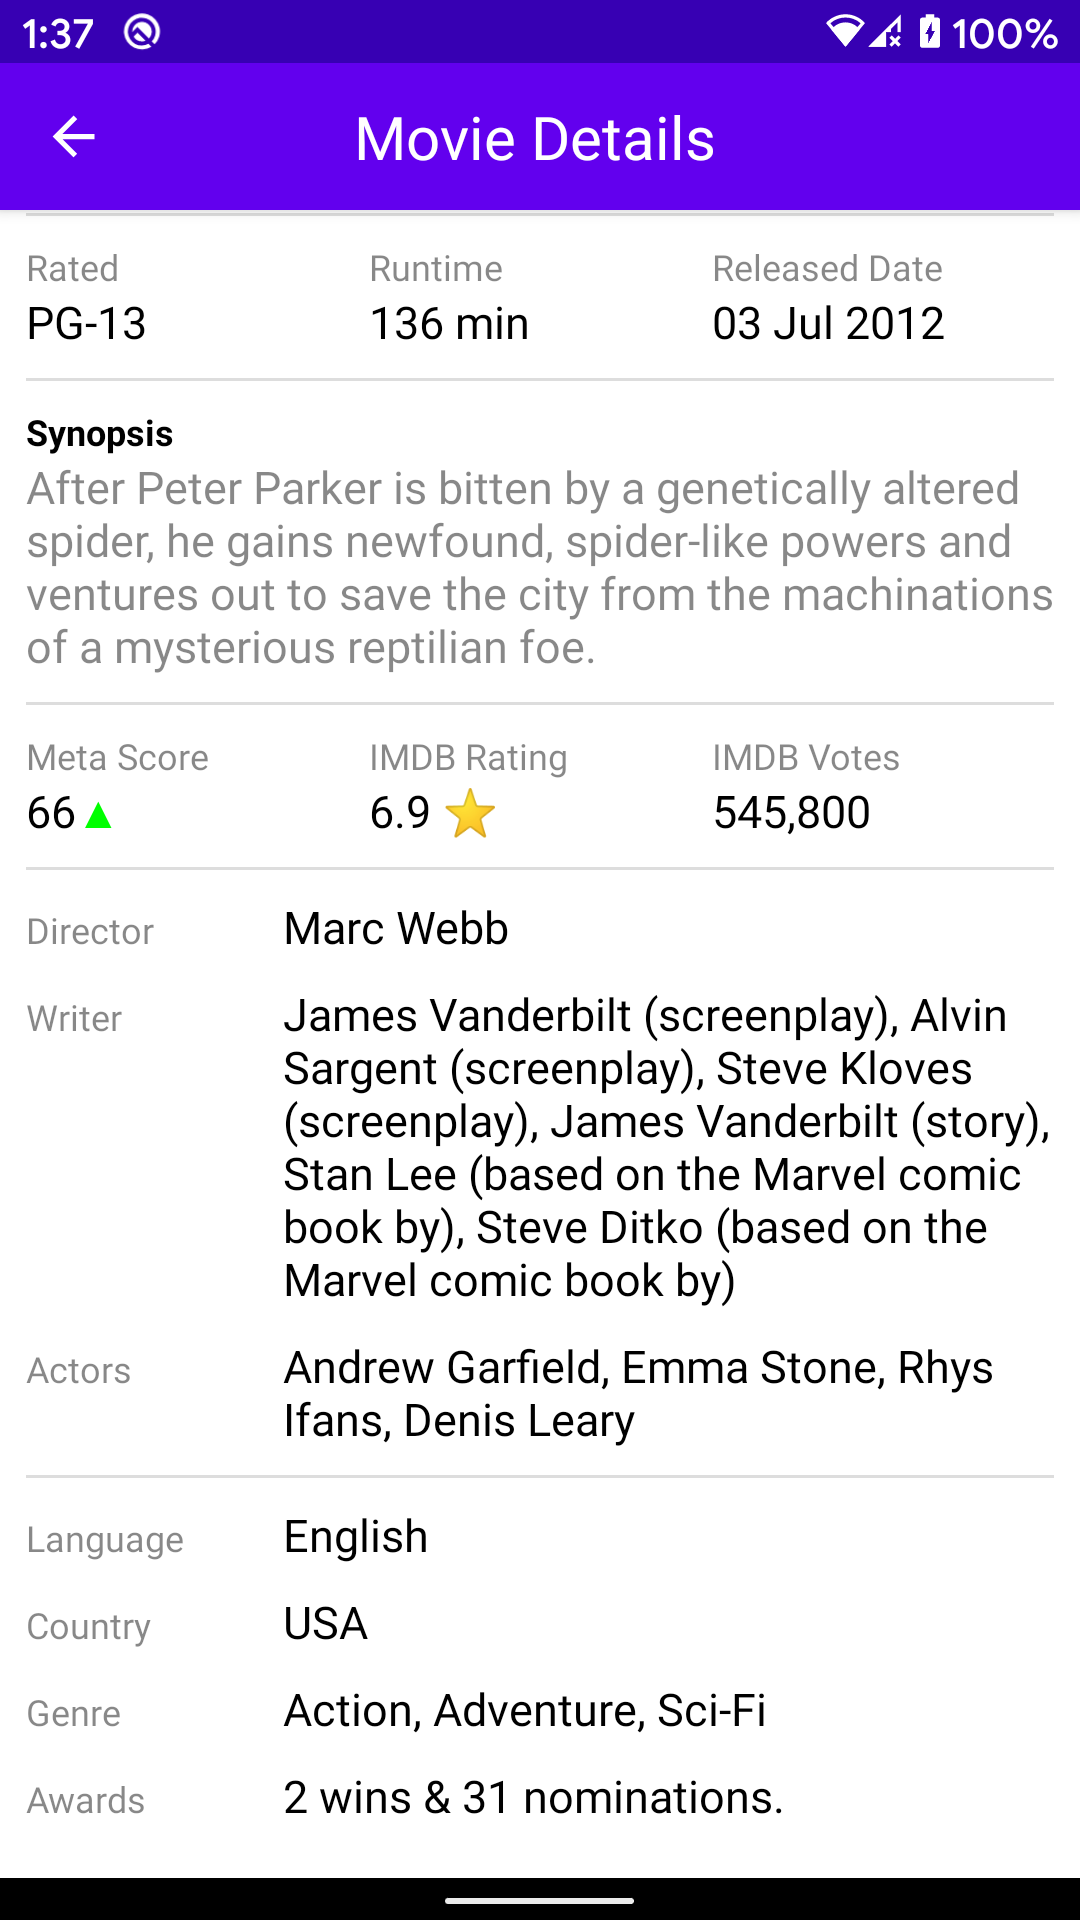 1:37
100%
Movie Details
Rated
Runtime
Released Date
PG-13
136 min
03 Jul 2012
Synopsis
After Peter Parker is bitten by a genetically altered
spider, he gains newfound, spider-like powers and
ventures out to save the city from the machinations
of a mysterious reptilian foe.
Meta Score
IMDB Rating
IMDB Votes
66▲
6.9 ⭐
545,800
Director
Marc Webb
Writer
James Vanderbilt (screenplay), Alvin
Sargent (screenplay), Steve Kloves
(screenplay), James Vanderbilt (story),
Stan Lee (based on the Marvel comic
book by), Steve Ditko (based on the
Marvel comic book by)
Actors
Andrew Garfield, Emma Stone, Rhys
Ifans, Denis Leary
Language
English
Country
USA
Genre
Action, Adventure, Sci-Fi
Awards
2 wins & 31 nominations.